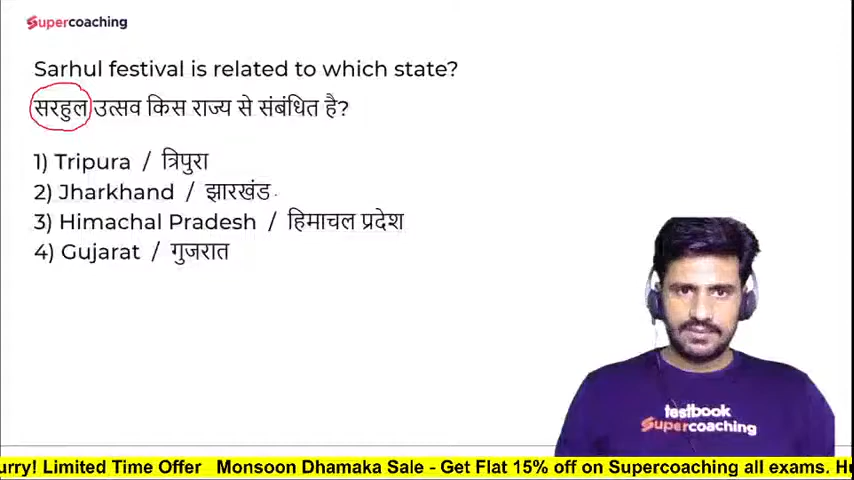 Supercoaching
Sarhul festival is related to which state?
सरहुल उत्सव किस राज्य से संबंधित है?
1) Tripura / त्रिपुरा
2) Jharkhand / झारखंड
3) Himachal Pradesh / हिमाचल प्रदेश
4) Gujarat / गुजरात
testbook
Supercoaching
urry! Limited Time Offer Monsoon Dhamaka Sale - Get Flat 15% off on Supercoaching all exams. Hu